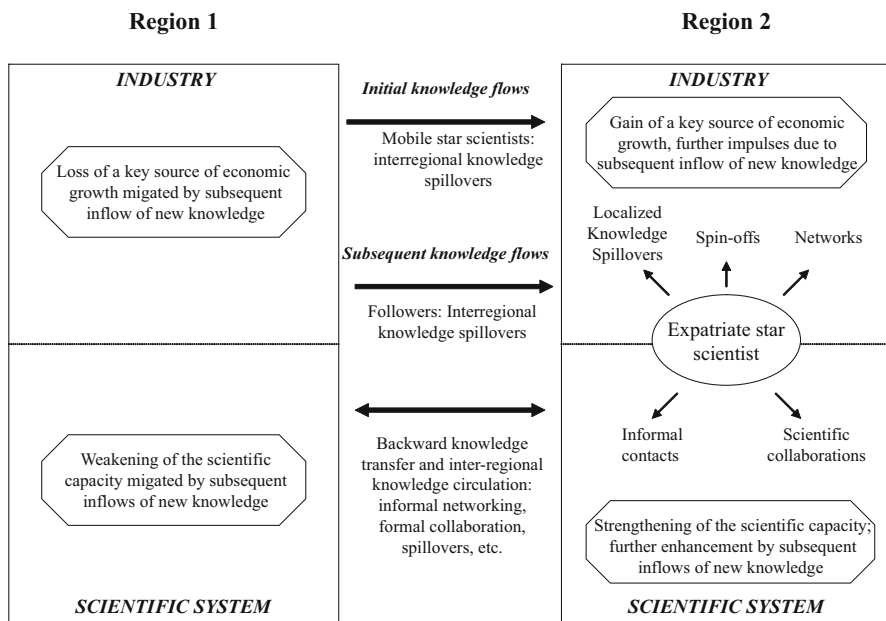 Region 1
Region 2
INDUSTRY
Loss of a key source of economic
growth migated by subsequent
inflow of new knowledge
Weakening of the scientific
capacity migated by subsequent
inflows of new knowledge
SCIENTIFIC SYSTEM
Initial knowledge flows
Mobile star scientists:
interregional knowledge
spillovers
Subsequent knowledge flows
Followers: Interregional
knowledge spillovers
Backward knowledge
transfer and inter-regional
knowledge circulation:
informal networking,
formal collaboration,
spillovers, etc.
INDUSTRY
Gain of a key source of economic
growth, further impulses due to
subsequent inflow of new knowledge
Localized
Knowledge
Spillovers
Spin-offs
Networks
Expatriate star
scientist
Informal
contacts
Scientific
collaborations
Strengthening of the scientific capacity;
further enhancement by subsequent
inflows of new knowledge
SCIENTIFIC SYSTEM